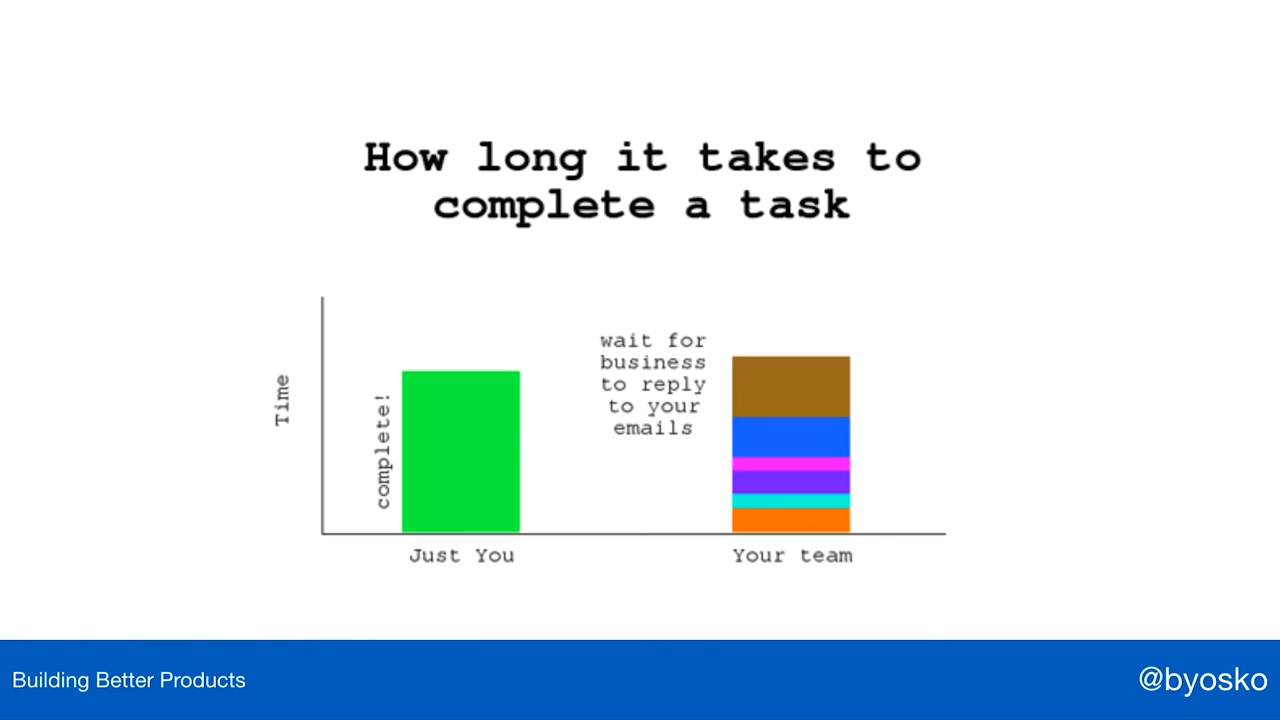 How long it takes to
complete a task
Time
complete!
wait for
business
to reply
to your
emails
Just You
Your team
Building Better Products
@byosko